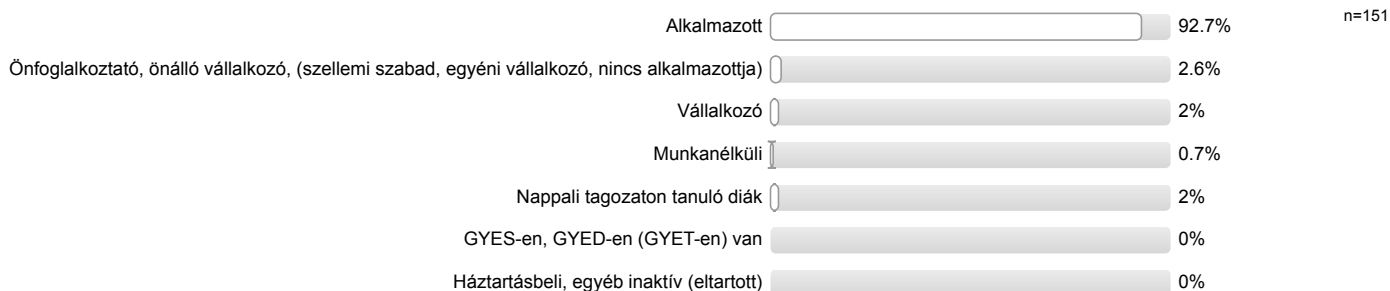 Alkalmazott 92.7% n=151
Önfoglalkoztató, önálló vállalkozó, (szellemi szabad, egyéni vállalkozó, nincs alkalmazottja) 2.6%
Vállalkozó 2%
Munkanélküli 0.7%
Nappali tagozaton tanuló diák 2%
GYES-en, GYED-en (GYET-en) van 0%
Háztartásbeli, egyéb inaktív (eltartott) 0%